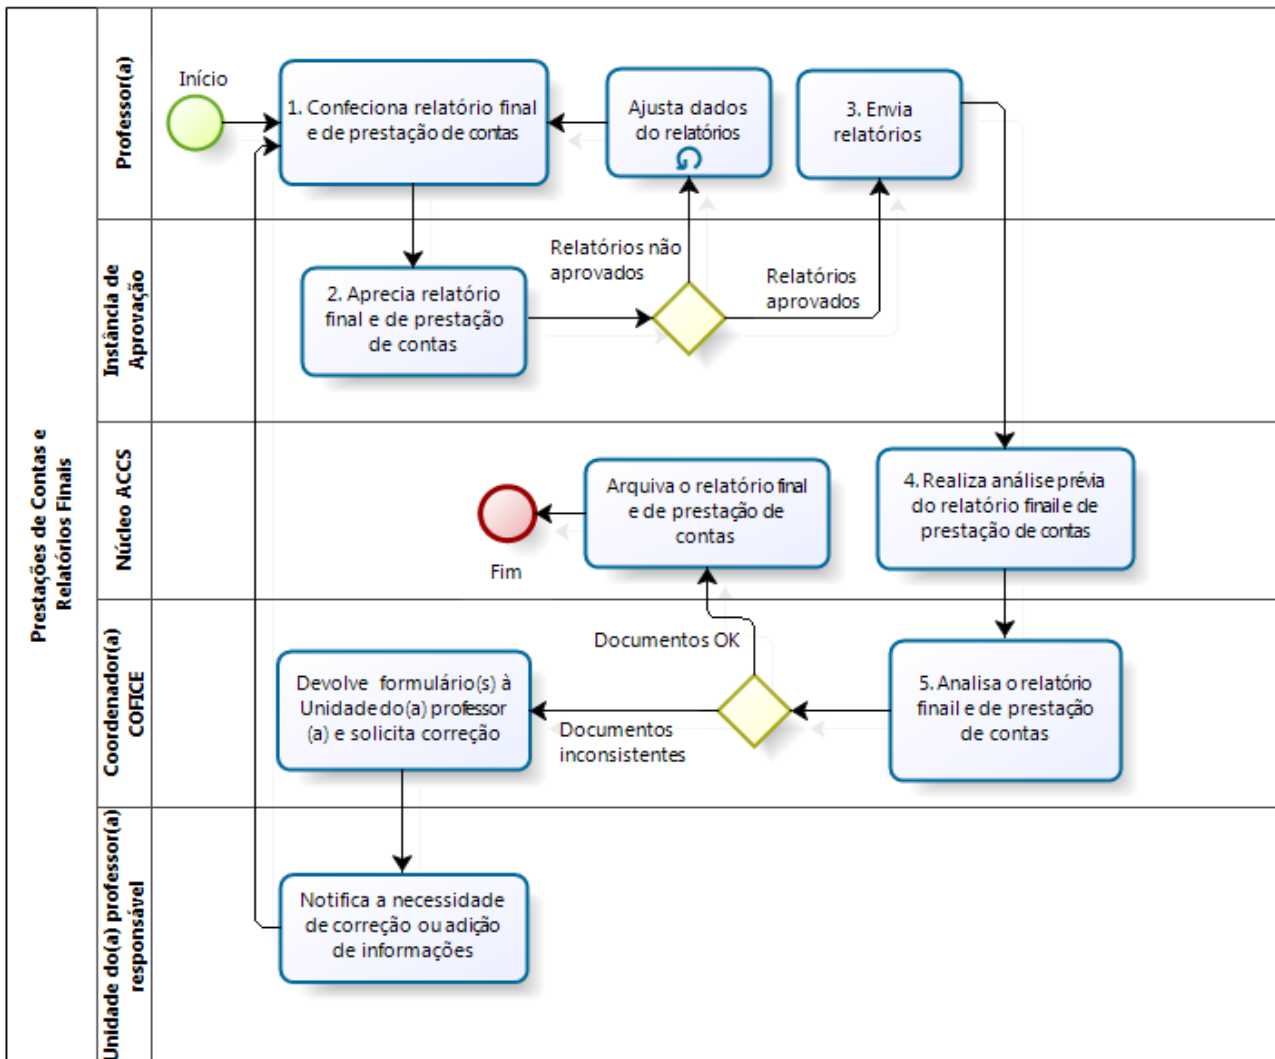 Prestações de Contas e
Relatórios Finais
Professor(a)
Início
1. Confeciona relatório final
e de prestação de contas
Ajusta dados
do relatórios
3. Envia
relatórios
Instância de
Aprovação
2. Aprecia relatório
final e de prestação
de contas
Relatórios não
aprovados
Relatórios
aprovados
Núcleo ACCS
Fim
Arquiva o relatório final
e de prestação de
contas
4. Realiza análise prévia
do relatório finail e de
prestação de contas
Coordenador(a)
COFICE
Devolve formulário(s) à
Unidade do(a) professor
(a) e solicita correção
Documentos OK
Documentos
inconsistentes
5. Analisa o relatório
finail e de prestação
de contas
Unidade do(a) professor(a)
responsável
Notifica a necessidade
de correção ou adição
de informações